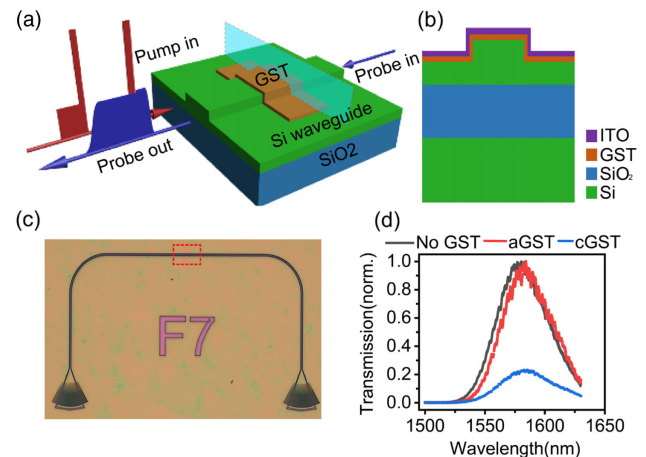 (a)
Pump in
GST
Probe in
Si waveguide
Probe out
SiO2
(b)
ITO
GST
SiO₂
Si
(c)
F7
(d)
No GST aGST cGST
Transmission(norm.)
1.0
0.8
0.6
0.4
0.2
0.0
1500 1550 1600 1650
Wavelength(nm)